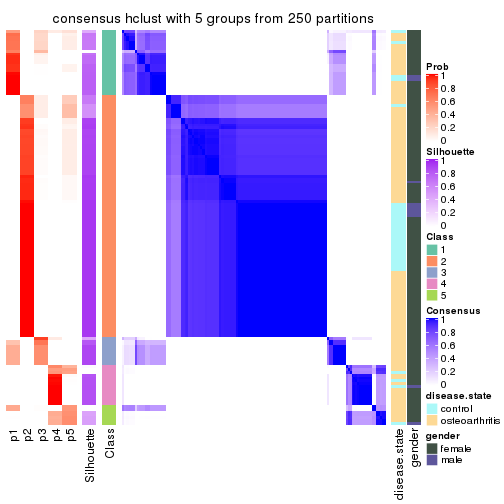 consensus hclust with 5 groups from 250 partitions
Prob
1
0.8
0.6
0.4
0.2
0
Silhouette
1
0.8
0.6
0.4
0.2
0
Class
1
2
3
4
5
Consensus
1
0.8
0.6
0.4
0.2
0
disease.state
control
osteoarthritis
gender
female
male
p1
p2
p3
p4
p5
Silhouette
Class
disease.state
gender